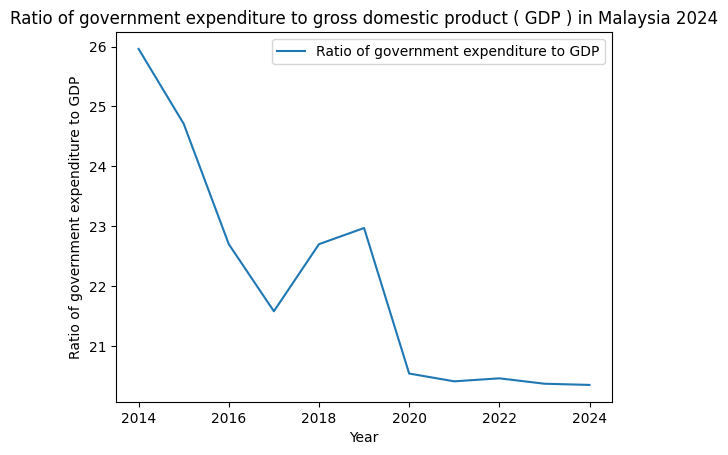 Ratio of government expenditure to gross domestic product ( GDP ) in Malaysia 2024
Ratio of government expenditure to GDP
Ratio of government expenditure to GDP
26
25
24
23
22
21
2014 2016 2018 2020 2022 2024
Year